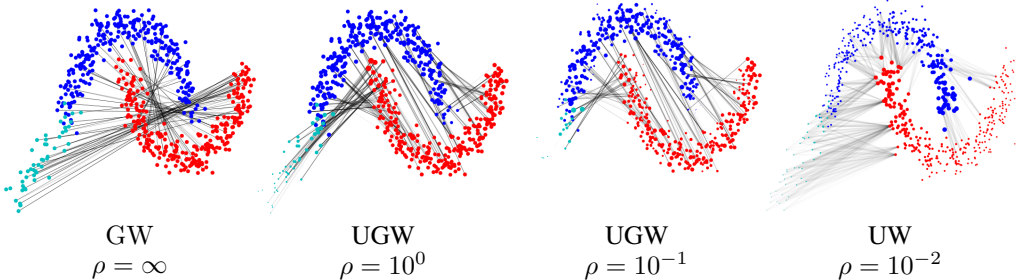 GW UGW UGW UW
ρ = ∞ ρ = 10⁰ ρ = 10⁻¹ ρ = 10⁻²